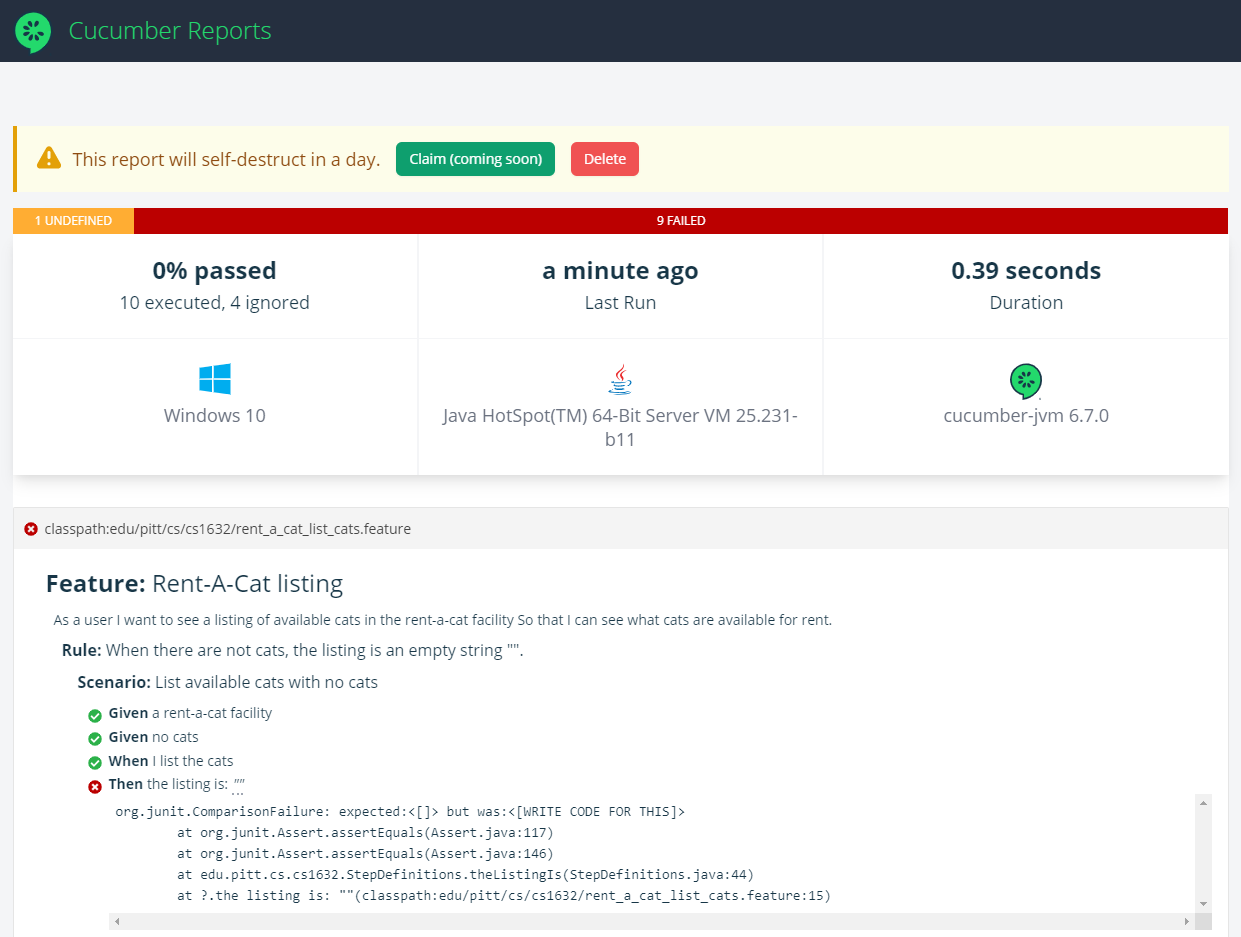 Cucumber Reports
This report will self-destruct in a day. Claim (coming soon) Delete
1 UNDEFINED 9 FAILED
0% passed a minute ago 0.39 seconds
10 executed, 4 ignored Last Run Duration
Windows 10 Java HotSpot(TM) 64-Bit Server VM 25.231- cucumber-jvm 6.7.0
b11
classpath:edu/pitt/cs/cs1632/rent_a_cat_list_cats.feature
Feature: Rent-A-Cat listing
As a user I want to see a listing of available cats in the rent-a-cat facility So that I can see what cats are available for rent.
Rule: When there are not cats, the listing is an empty string "".
Scenario: List available cats with no cats
Given a rent-a-cat facility
Given no cats
When I list the cats
Then the listing is: ""
org.junit.ComparisonFailure: expected:<[]> but was:<[WRITE CODE FOR THIS]>
at org.junit.Assert.assertEquals(Assert.java:117)
at org.junit.Assert.assertEquals(Assert.java:146)
at edu.pitt.cs.cs1632.StepDefinitions.theListingIs(StepDefinitions.java:44)
at ?.the listing is: ""(classpath:edu/pitt/cs/cs1632/rent_a_cat_list_cats.feature:15)